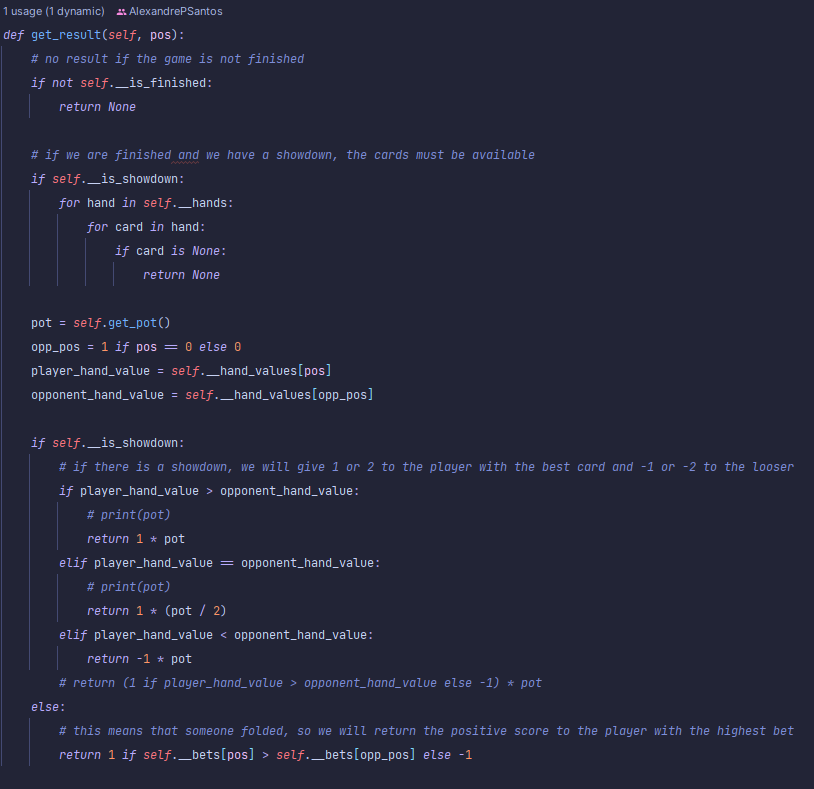 1 usage (1 dynamic) AlexandrePSantos
def get_result(self, pos):
    # no result if the game is not finished
    if not self.__is_finished:
        return None

    # if we are finished and we have a showdown, the cards must be available
    if self.__is_showdown:
        for hand in self.__hands:
            for card in hand:
                if card is None:
                    return None

    pot = self.get_pot()
    opp_pos = 1 if pos == 0 else 0
    player_hand_value = self.__hand_values[pos]
    opponent_hand_value = self.__hand_values[opp_pos]

    if self.__is_showdown:
        # if there is a showdown, we will give 1 or 2 to the player with the best card and -1 or -2 to the looser
        if player_hand_value > opponent_hand_value:
            # print(pot)
            return 1 * pot
        elif player_hand_value == opponent_hand_value:
            # print(pot)
            return 1 * (pot / 2)
        elif player_hand_value < opponent_hand_value:
            return -1 * pot
        # return (1 if player_hand_value > opponent_hand_value else -1) * pot
    else:
        # this means that someone folded, so we will return the positive score to the player with the highest bet
        return 1 if self.__bets[pos] > self.__bets[opp_pos] else -1